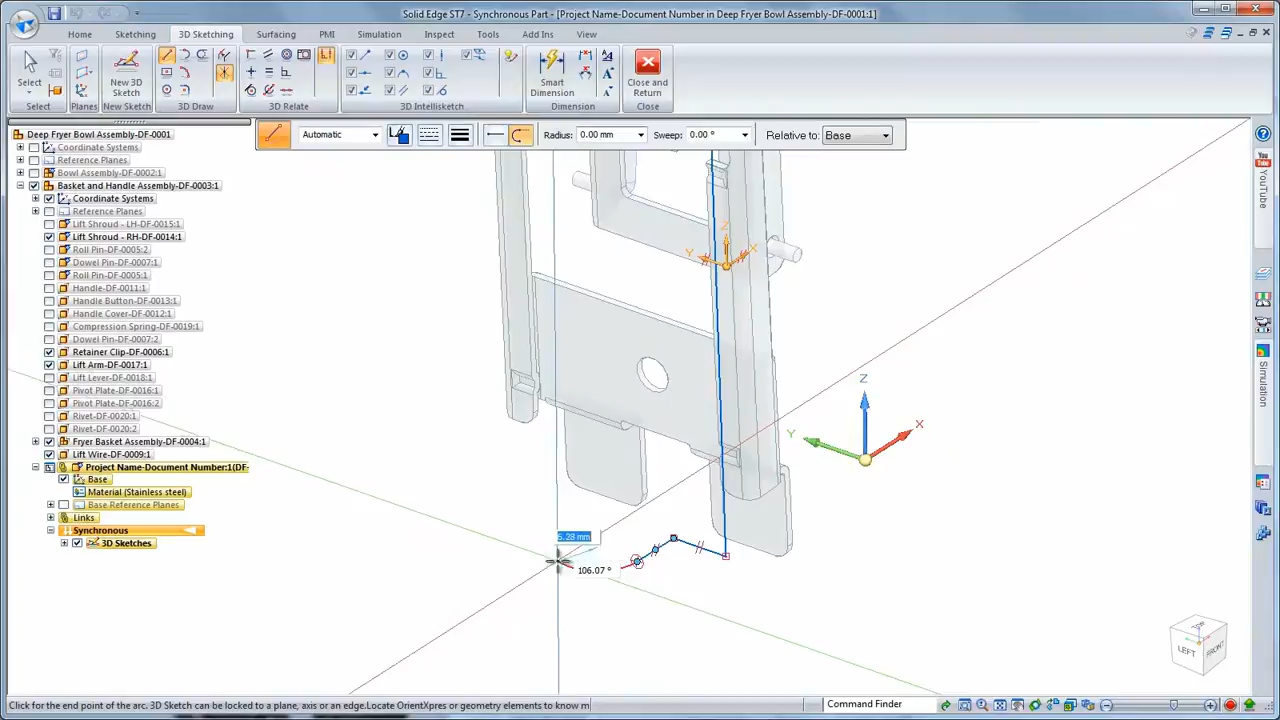 Solid Edge ST7 - Synchronous Part - [Project Name-Document Number in Deep Fryer Bowl Assembly-DF-0001:1]
Home Sketching 3D Sketching Surfacing PMI Simulation Inspect Tools Add Ins View
Select
New 3D Sketch
Smart Dimension
Close and Return
Select Planes New Sketch 3D Draw 3D Relate 3D Intellisketch Dimension Close
Automatic Radius: 0.00 mm Sweep: 0.00 ° Relative to: Base
Deep Fryer Bowl Assembly-DF-0001
Coordinate Systems
Reference Planes
Bowl Assembly-DF-0002:1
Basket and Handle Assembly-DF-0003:1
Coordinate Systems
Reference Planes
Lift Shroud - LH-DF-0015:1
Lift Shroud - RH-DF-0014:1
Roll Pin-DF-0005:2
Dowel Pin-DF-0007:1
Roll Pin-DF-0005:1
Handle-DF-0011:1
Handle Button-DF-0013:1
Handle Cover-DF-0012:1
Compression Spring-DF-0019:1
Dowel Pin-DF-0007:2
Retainer Clip-DF-0006:1
Lift Arm-DF-0017:1
Lift Lever-DF-0018:1
Pivot Plate-DF-0016:1
Pivot Plate-DF-0016:2
Rivet-DF-0020:1
Rivet-DF-0020:2
Fryer Basket Assembly-DF-0004:1
Lift Wire-DF-0009:1
Project Name-Document Number:1(DF-
Base
Material (Stainless steel)
Base Reference Planes
Links
Synchronous
3D Sketches
Z
Y
X
Z
Y
X
5.28 mm
106.07 °
TOP
LEFT
FRONT
YouTube
Simulation
Click for the end point of the arc. 3D Sketch can be locked to a plane, axis or an edge.Locate OrientXpres or geometry elements to know m
Command Finder